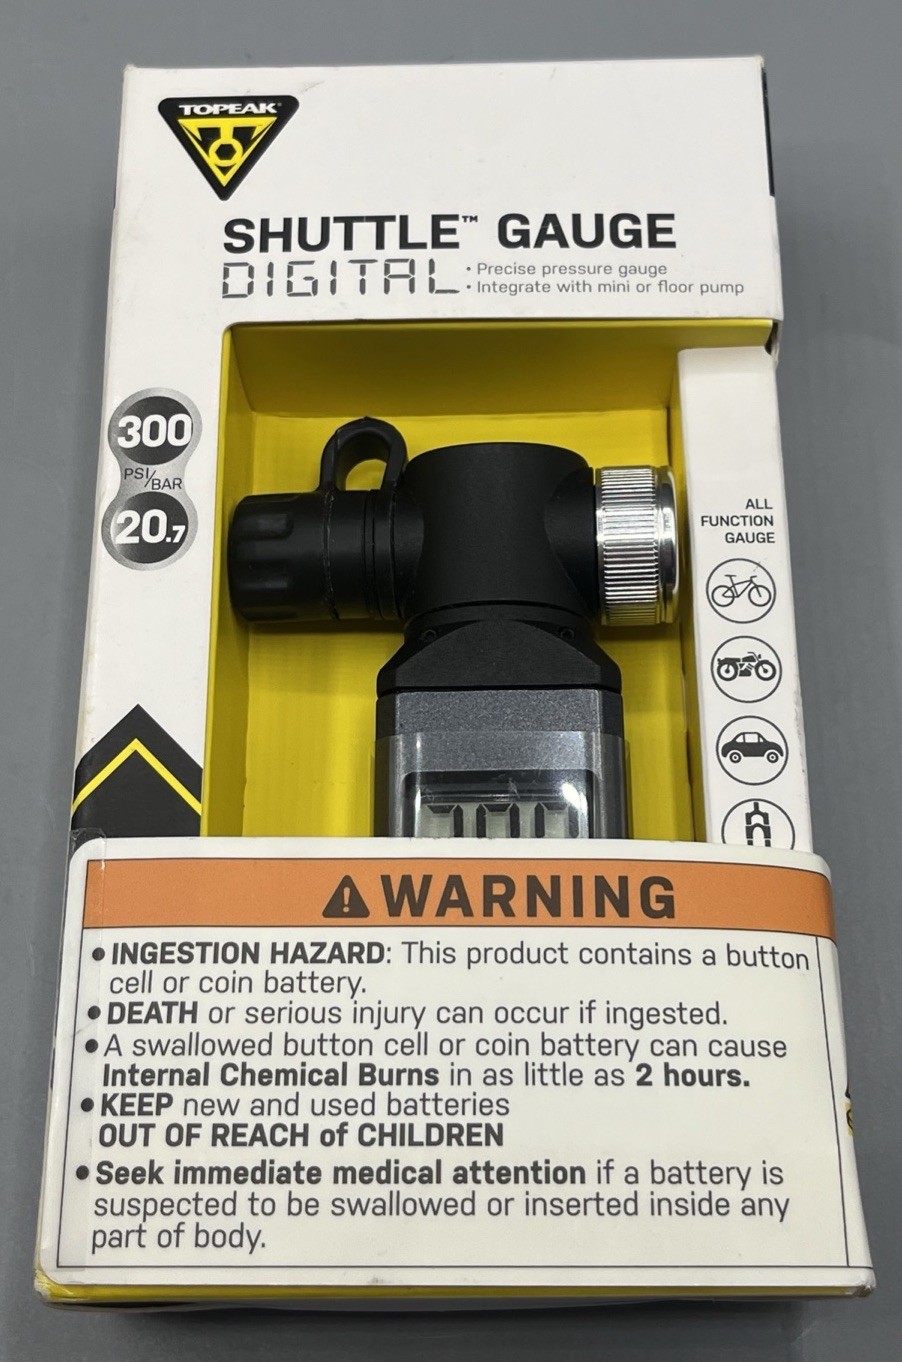 TOPEAK®
SHUTTLE™ GAUGE
DIGITAL
• Precise pressure gauge
• Integrate with mini or floor pump
300
PSI/BAR
20.7
ALL
FUNCTION
GAUGE
⚠ WARNING
• INGESTION HAZARD: This product contains a button
cell or coin battery.
• DEATH or serious injury can occur if ingested.
• A swallowed button cell or coin battery can cause
Internal Chemical Burns in as little as 2 hours.
• KEEP new and used batteries
OUT OF REACH of CHILDREN
• Seek immediate medical attention if a battery is
suspected to be swallowed or inserted inside any
part of body.